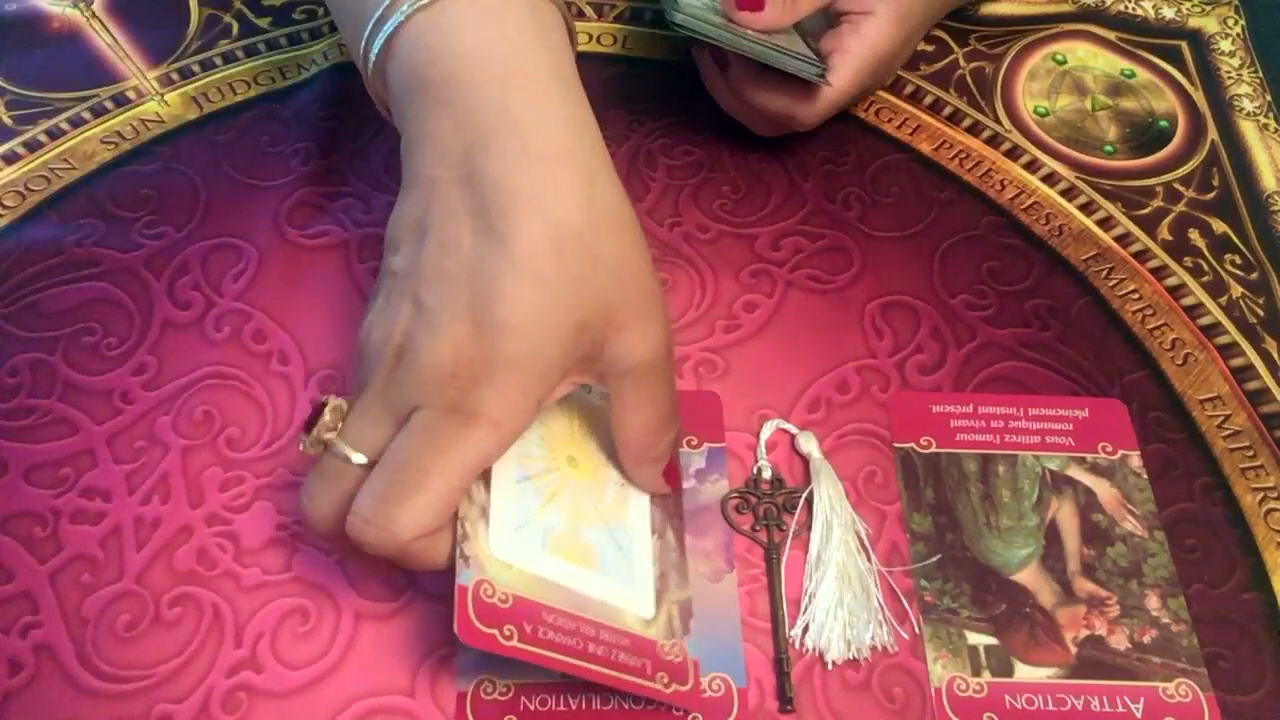 MOON SUN JUDGEMENT
HIGH PRIESTESS EMPRESS EMPEROR
Laissez une chance à
votre relation
Réconciliation
Vous attirez l'amour
romantique en vivant
pleinement l'instant présent.
Attraction